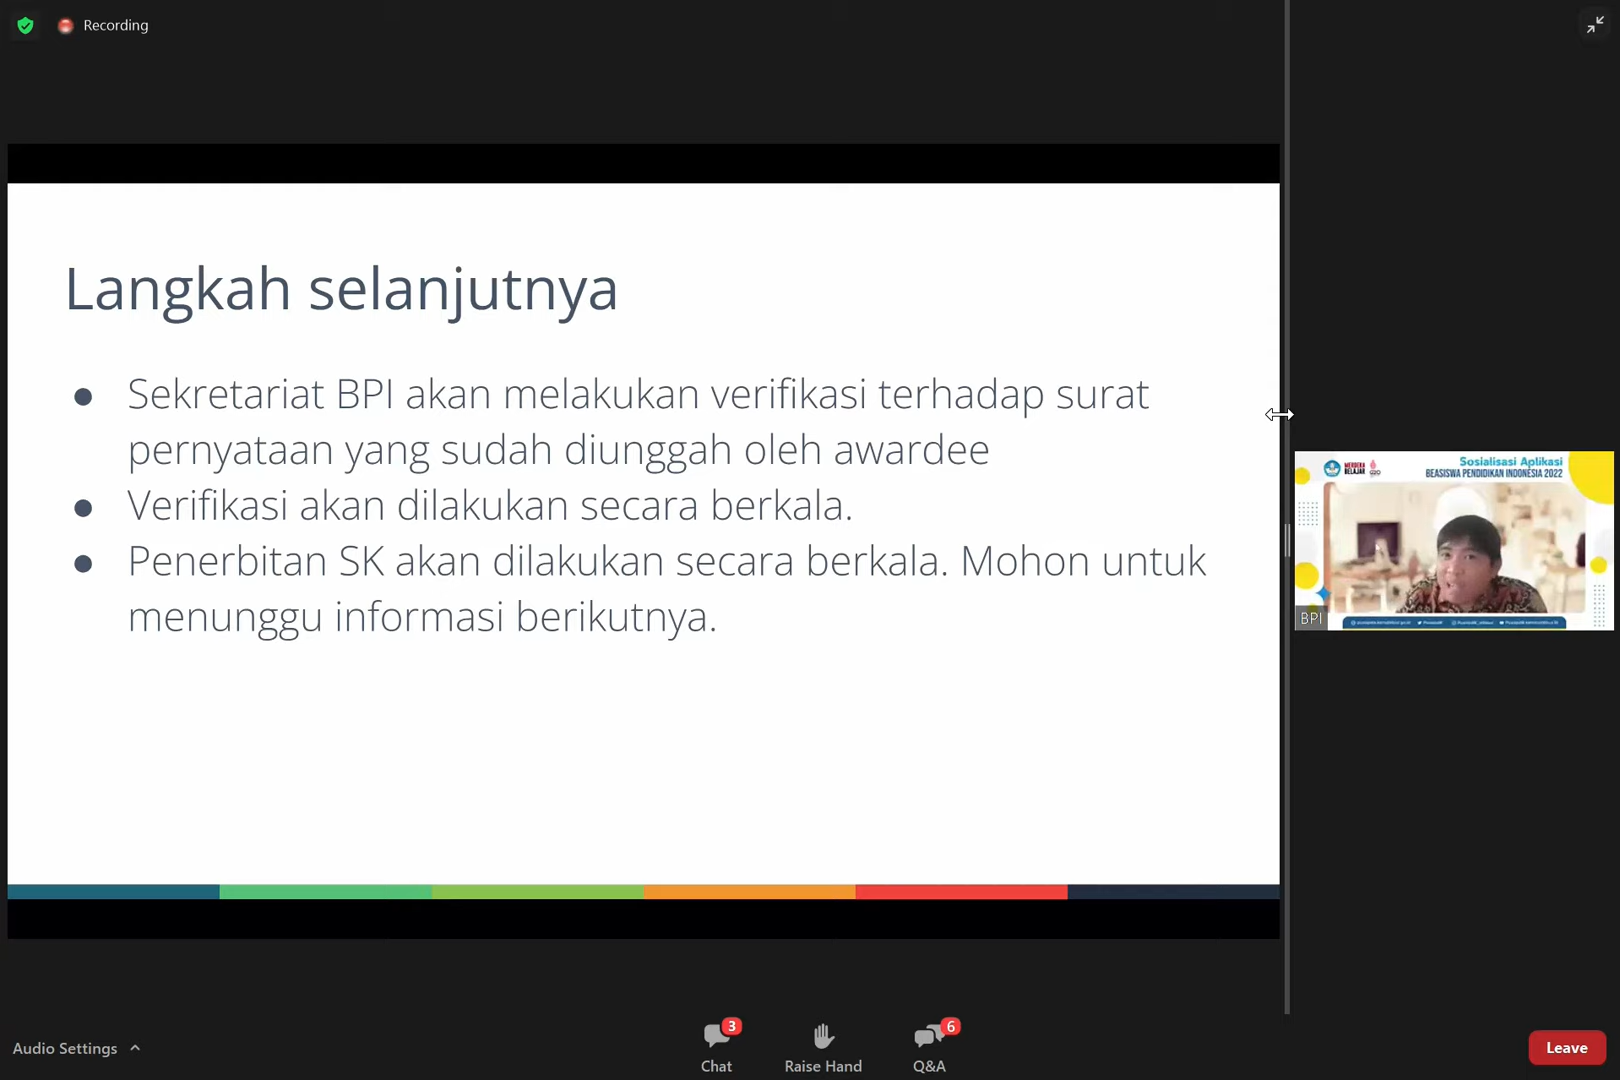 Recording
Langkah selanjutnya
● Sekretariat BPI akan melakukan verifikasi terhadap surat
pernyataan yang sudah diunggah oleh awardee
● Verifikasi akan dilakukan secara berkala.
● Penerbitan SK akan dilakukan secara berkala. Mohon untuk
menunggu informasi berikutnya.
MERDEKA
BELAJAR
Sosialisasi Aplikasi
BEASISWA PENDIDIKAN INDONESIA 2022
BPI
Audio Settings
3
Chat
Raise Hand
6
Q&A
Leave